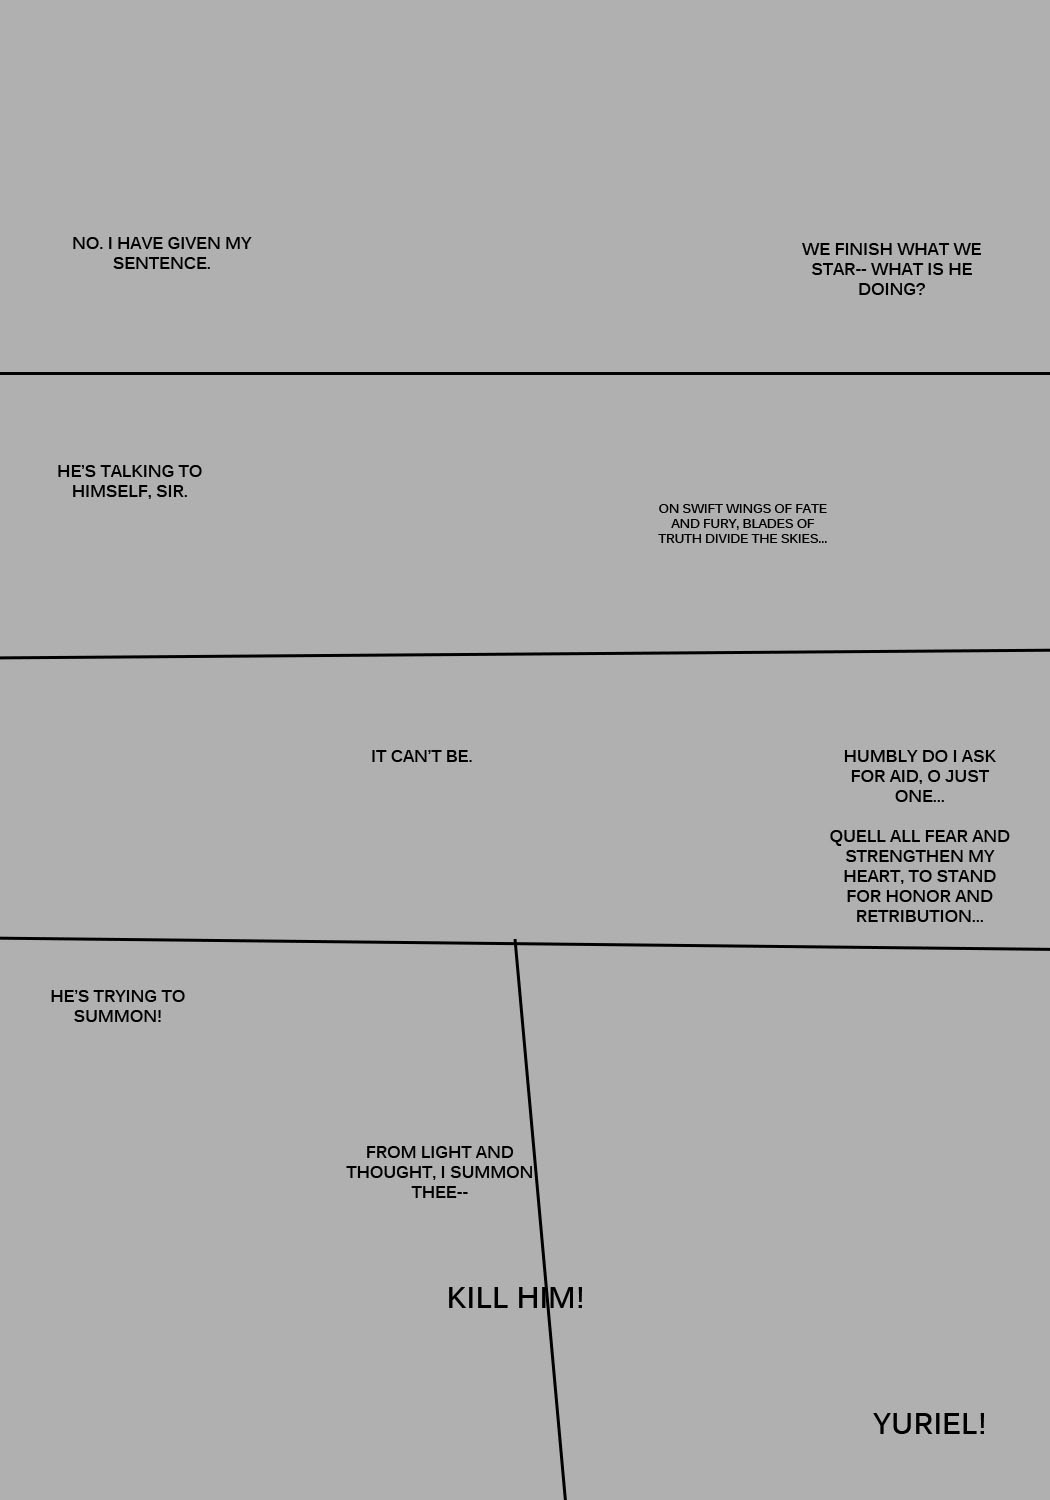 NO. I HAVE GIVEN MY
SENTENCE.
WE FINISH WHAT WE
STAR-- WHAT IS HE
DOING?
HE'S TALKING TO
HIMSELF, SIR.
ON SWIFT WINGS OF FATE
AND FURY, BLADES OF
TRUTH DIVIDE THE SKIES...
IT CAN'T BE.
HUMBLY DO I ASK
FOR AID, O JUST
ONE...
QUELL ALL FEAR AND
STRENGTHEN MY
HEART, TO STAND
FOR HONOR AND
RETRIBUTION...
HE'S TRYING TO
SUMMON!
FROM LIGHT AND
THOUGHT, I SUMMON
THEE--
KILL HIM!
YURIEL!